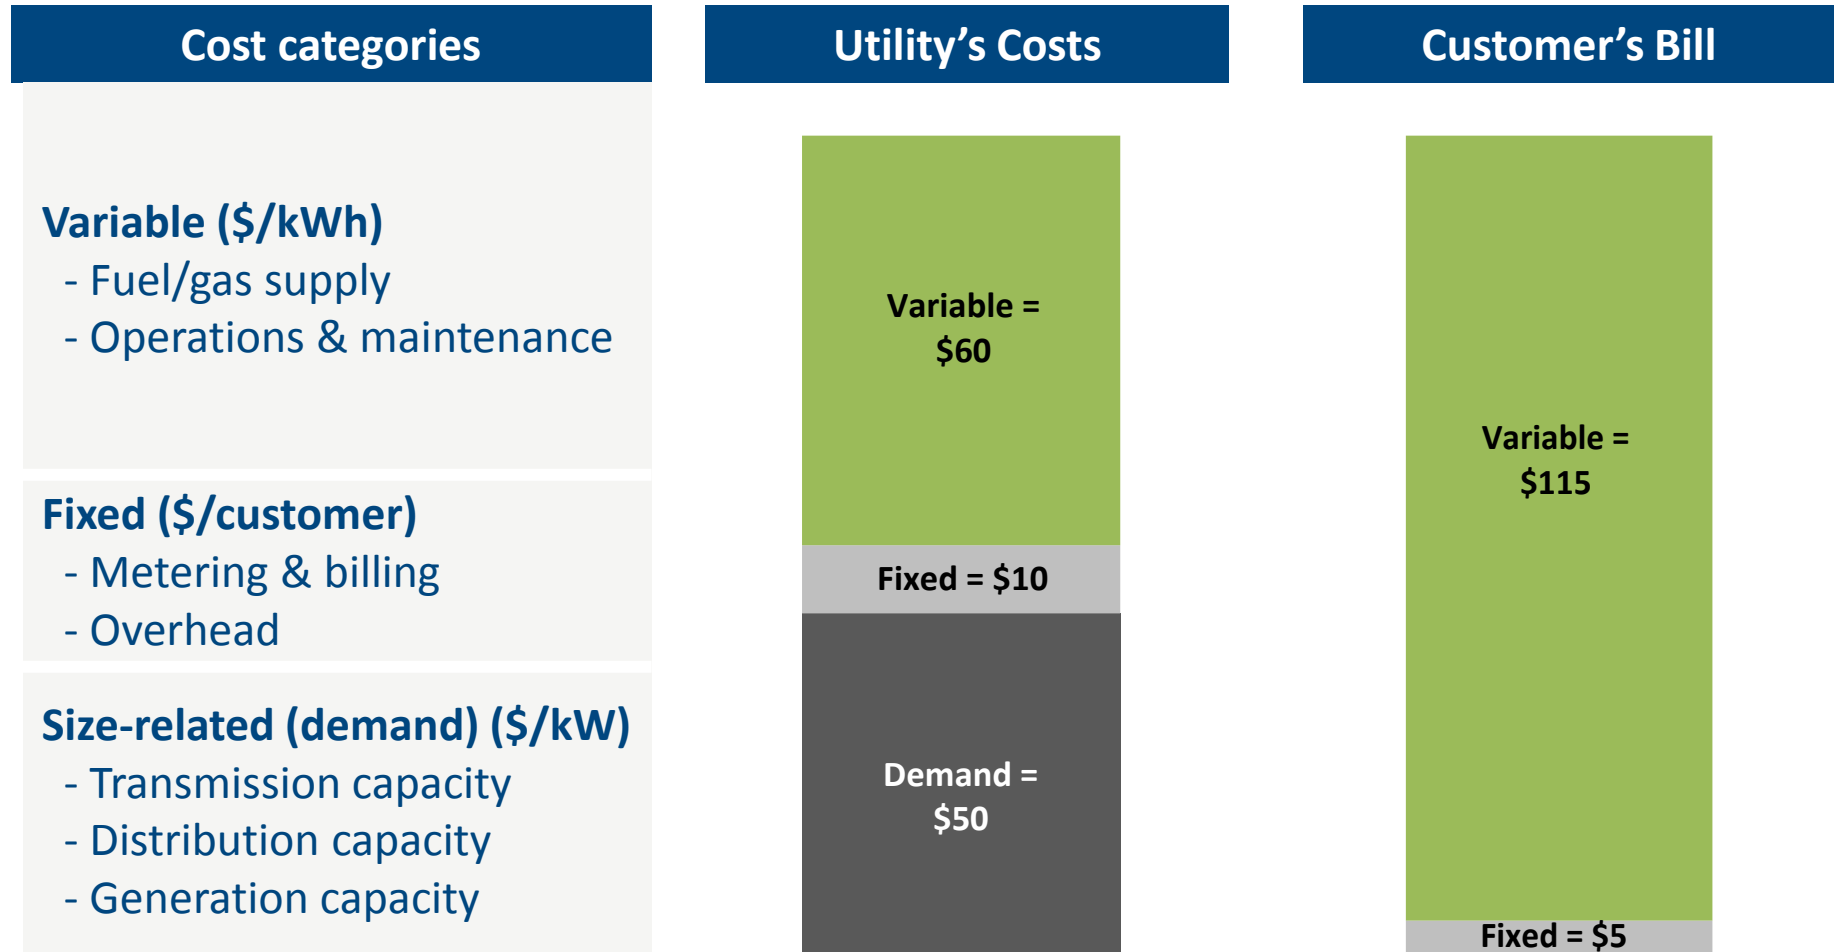 Cost categories
Utility’s Costs
Customer’s Bill
Variable ($/kWh)
- Fuel/gas supply
- Operations & maintenance
Fixed ($/customer)
- Metering & billing
- Overhead
Size-related (demand) ($/kW)
- Transmission capacity
- Distribution capacity
- Generation capacity
Variable =
$60
Fixed = $10
Demand =
$50
Variable =
$115
Fixed = $5